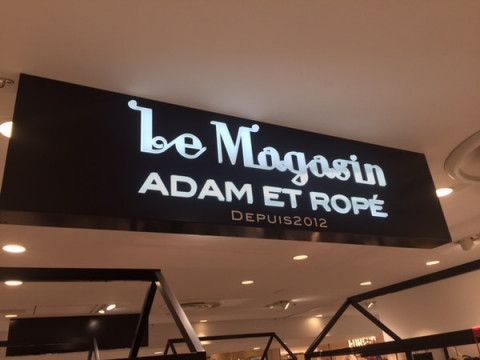 Le Magasin
ADAM ET ROPÉ
DEPUIS2012